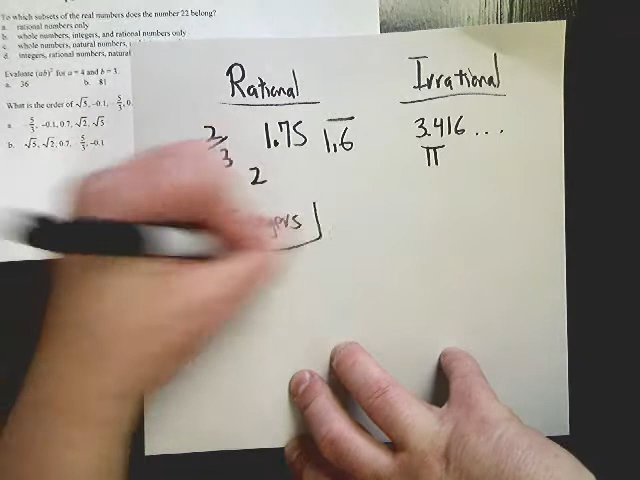 To which subsets of the real numbers does the number 22 belong?
a. rational numbers only
b. whole numbers, integers, and rational numbers only
c. whole numbers, natural numbers,
d. integers, rational numbers, natural
Evaluate (ab)² for a = 4 and b = 3.
a. 36 b. 81
What is the order of √5, -0.1, -5/3, 0.
a. -5/3, -0.1, 0.7, √2, √5
b. √5, √2, 0.7, 5/3, -0.1
Rational Irrational
2/3 1.75 1.6̅ 3.416...
2 π
gers